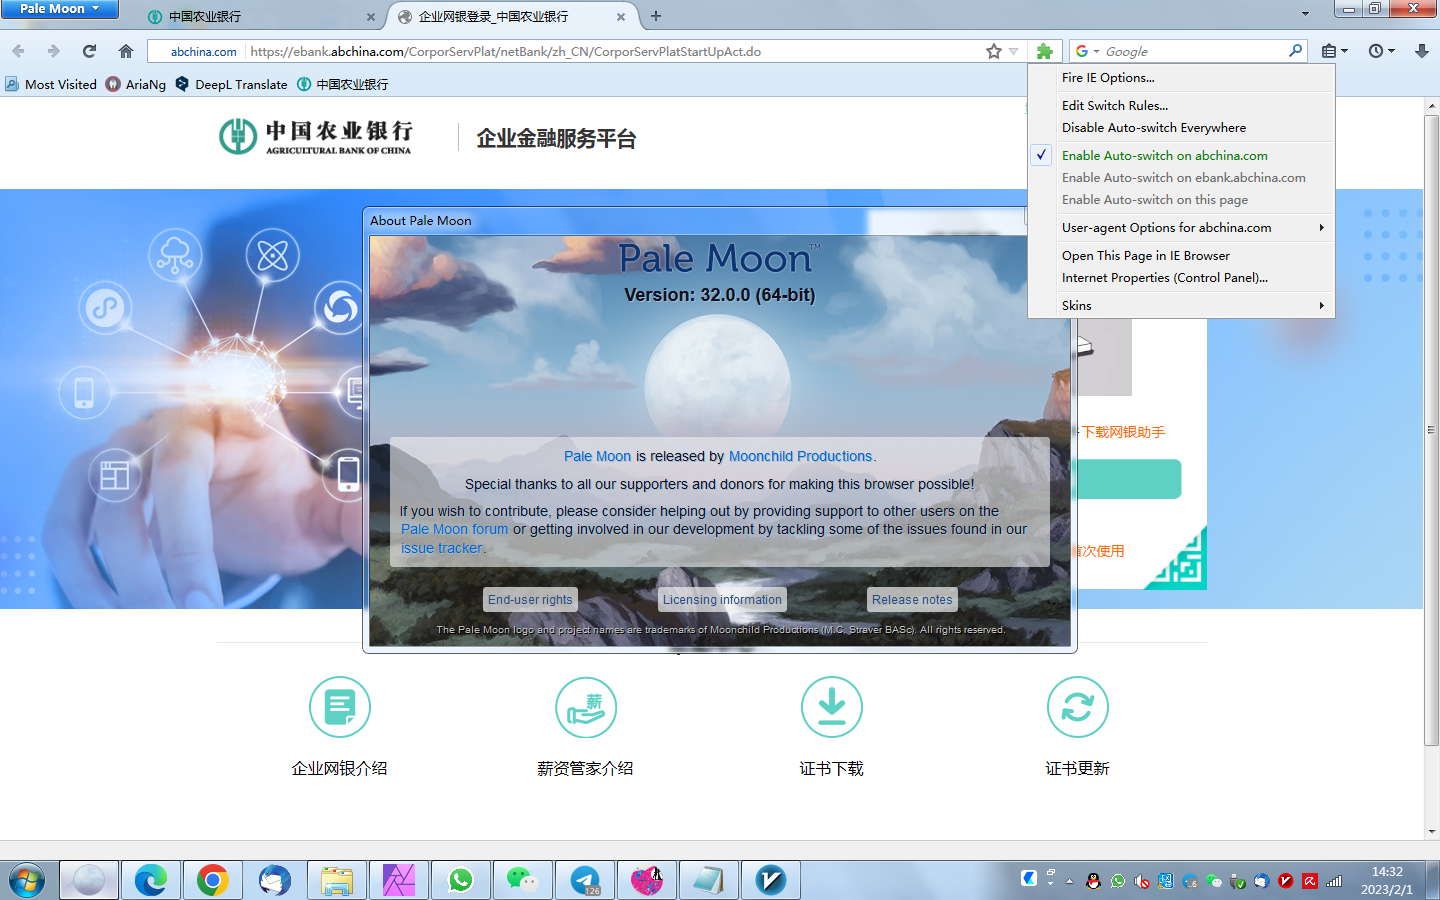 Pale Moon
中国农业银行
企业网银登录_中国农业银行
abchina.com
https://ebank.abchina.com/CorporServPlat/netBank/zh_CN/CorporServPlatStartUpAct.do
Google
Most Visited
AriaNg
DeepL Translate
中国农业银行
Fire IE Options...
Edit Switch Rules...
Disable Auto-switch Everywhere
Enable Auto-switch on abchina.com
Enable Auto-switch on ebank.abchina.com
Enable Auto-switch on this page
User-agent Options for abchina.com
Open This Page in IE Browser
Internet Properties (Control Panel)...
Skins
中国农业银行
AGRICULTURAL BANK OF CHINA
企业金融服务平台
About Pale Moon
Pale Moon™
Version: 32.0.0 (64-bit)
Pale Moon is released by Moonchild Productions.
Special thanks to all our supporters and donors for making this browser possible!
If you wish to contribute, please consider helping out by providing support to other users on the
Pale Moon forum or getting involved in our development by tackling some of the issues found in our
issue tracker.
End-user rights
Licensing information
Release notes
The Pale Moon logo and project names are trademarks of Moonchild Productions (M.C. Straver BASc). All rights reserved.
下载网银助手
首次使用
薪
企业网银介绍
薪资管家介绍
证书下载
证书更新
126
14:32
2023/2/1